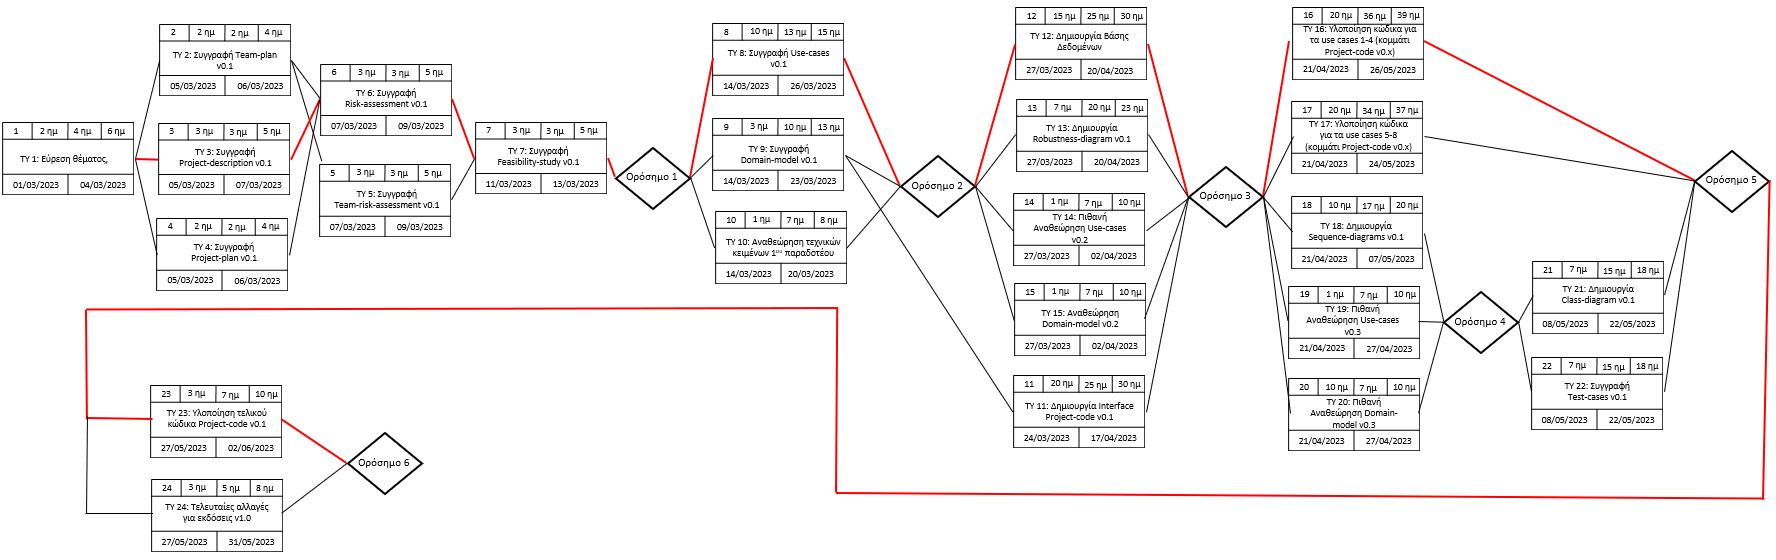 1 2 ημ 4 ημ 6 ημ
ΤΥ 1: Εύρεση θέματος,
01/03/2023 04/03/2023
2 2 ημ 2 ημ 4 ημ
ΤΥ 2: Συγγραφή Team-plan
v0.1
05/03/2023 06/03/2023
3 3 ημ 3 ημ 5 ημ
ΤΥ 3: Συγγραφή
Project-description v0.1
05/03/2023 07/03/2023
4 2 ημ 2 ημ 4 ημ
ΤΥ 4: Συγγραφή
Project-plan v0.1
05/03/2023 06/03/2023
6 3 ημ 3 ημ 5 ημ
ΤΥ 6: Συγγραφή
Risk-assessment v0.1
07/03/2023 09/03/2023
5 3 ημ 3 ημ 5 ημ
ΤΥ 5: Συγγραφή
Team-risk-assessment v0.1
07/03/2023 09/03/2023
7 3 ημ 3 ημ 5 ημ
ΤΥ 7: Συγγραφή
Feasibility-study v0.1
11/03/2023 13/03/2023
Ορόσημο 1
8 10 ημ 13 ημ 15 ημ
ΤΥ 8: Συγγραφή Use-cases
v0.1
14/03/2023 26/03/2023
9 3 ημ 10 ημ 13 ημ
ΤΥ 9: Συγγραφή
Domain-model v0.1
14/03/2023 23/03/2023
10 1 ημ 7 ημ 8 ημ
ΤΥ 10: Αναθεώρηση τεχνικών
κειμένων 1ου παραδοτέου
14/03/2023 20/03/2023
Ορόσημο 2
12 15 ημ 25 ημ 30 ημ
ΤΥ 12: Δημιουργία Βάσης
Δεδομένων
27/03/2023 20/04/2023
13 7 ημ 20 ημ 23 ημ
ΤΥ 13: Δημιουργία
Robustness-diagram v0.1
27/03/2023 20/04/2023
14 1 ημ 7 ημ 10 ημ
ΤΥ 14: Πιθανή
Αναθεώρηση Use-cases
v0.2
27/03/2023 02/04/2023
15 1 ημ 7 ημ 10 ημ
ΤΥ 15: Αναθεώρηση
Domain-model v0.2
27/03/2023 02/04/2023
11 20 ημ 25 ημ 30 ημ
ΤΥ 11: Δημιουργία Interface
Project-code v0.1
24/03/2023 17/04/2023
Ορόσημο 3
16 20 ημ 36 ημ 39 ημ
ΤΥ 16: Υλοποίηση κώδικα για
τα use cases 1-4 (κομμάτι
Project-code v0.x)
21/04/2023 26/05/2023
17 20 ημ 34 ημ 37 ημ
ΤΥ 17: Υλοποίηση κώδικα
για τα use cases 5-8
(κομμάτι Project-code v0.x)
21/04/2023 24/05/2023
18 10 ημ 17 ημ 20 ημ
ΤΥ 18: Δημιουργία
Sequence-diagrams v0.1
21/04/2023 07/05/2023
19 1 ημ 7 ημ 10 ημ
ΤΥ 19: Πιθανή
Αναθεώρηση Use-cases
v0.3
21/04/2023 27/04/2023
20 10 ημ 7 ημ 10 ημ
ΤΥ 20: Πιθανή
Αναθεώρηση Domain-
model v0.3
21/04/2023 27/04/2023
Ορόσημο 4
21 7 ημ 15 ημ 18 ημ
ΤΥ 21: Δημιουργία
Class-diagram v0.1
08/05/2023 22/05/2023
22 7 ημ 15 ημ 18 ημ
ΤΥ 22: Συγγραφή
Test-cases v0.1
08/05/2023 22/05/2023
Ορόσημο 5
23 3 ημ 7 ημ 10 ημ
ΤΥ 23: Υλοποίηση τελικού
κώδικα Project-code v0.1
27/05/2023 02/06/2023
24 3 ημ 5 ημ 8 ημ
ΤΥ 24: Τελευταίες αλλαγές
για εκδόσεις v1.0
27/05/2023 31/05/2023
Ορόσημο 6